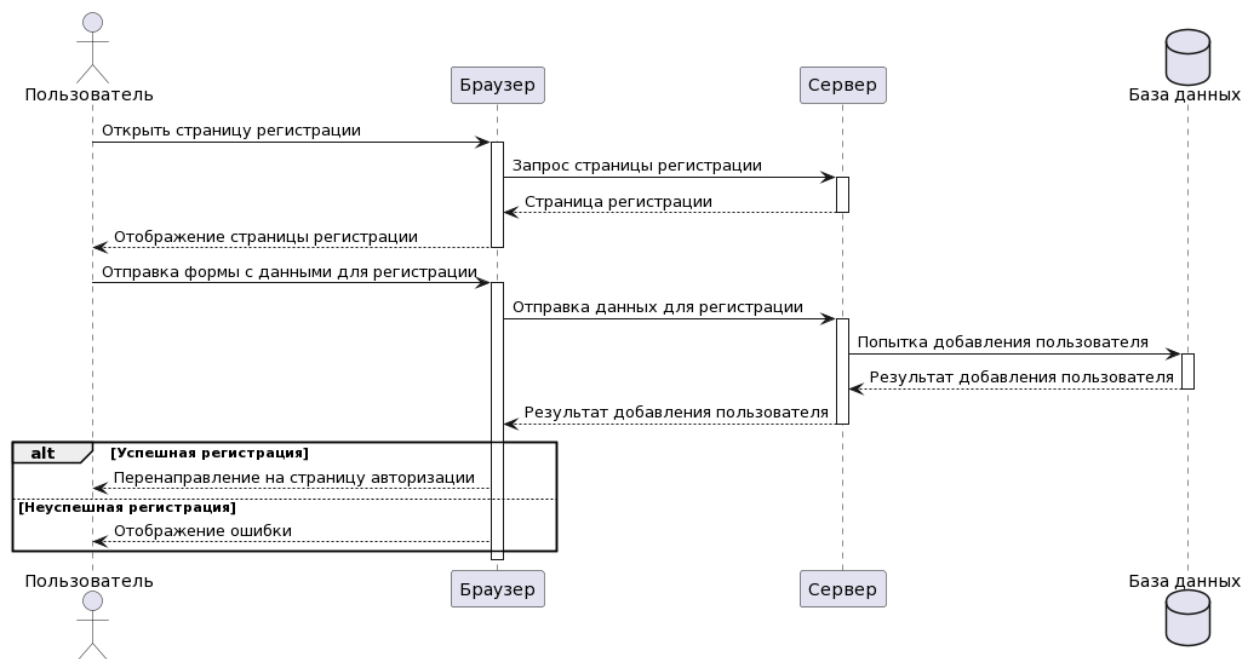 Пользователь
Браузер
Сервер
База данных
Открыть страницу регистрации
Запрос страницы регистрации
Страница регистрации
Отображение страницы регистрации
Отправка формы с данными для регистрации
Отправка данных для регистрации
Попытка добавления пользователя
Результат добавления пользователя
Результат добавления пользователя
alt [Успешная регистрация]
Перенаправление на страницу авторизации
[Неуспешная регистрация]
Отображение ошибки
Пользователь
Браузер
Сервер
База данных